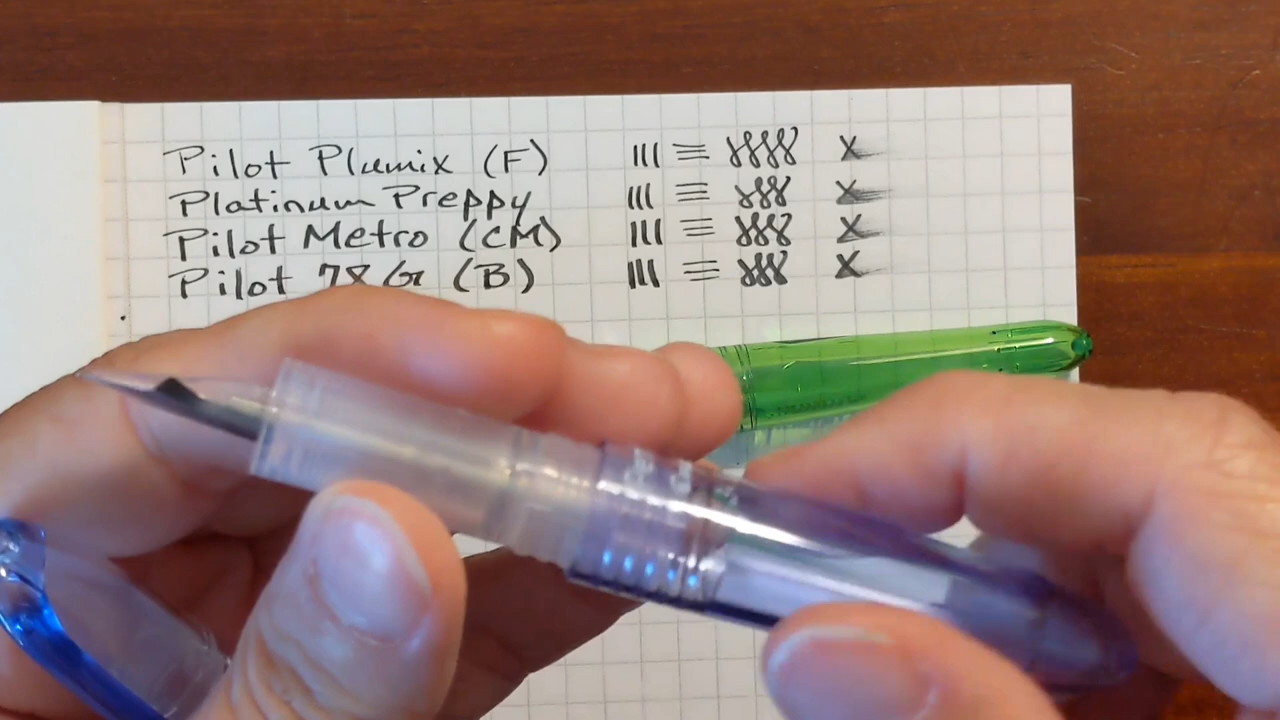 Pilot Plumix (F) X
Platinum Preppy X
Pilot Metro (CM) X
Pilot 78G (B) X